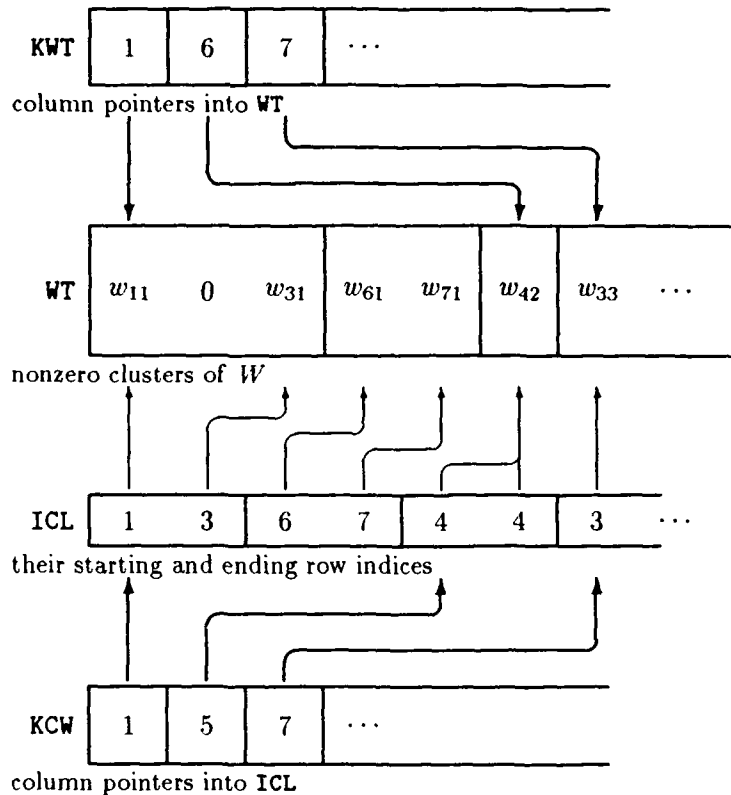 KWT 1 6 7 ···
column pointers into WT
WT w₁₁ 0 w₃₁ w₆₁ w₇₁ w₄₂ w₃₃ ···
nonzero clusters of W
ICL 1 3 6 7 4 4 3 ···
their starting and ending row indices
KCW 1 5 7 ···
column pointers into ICL